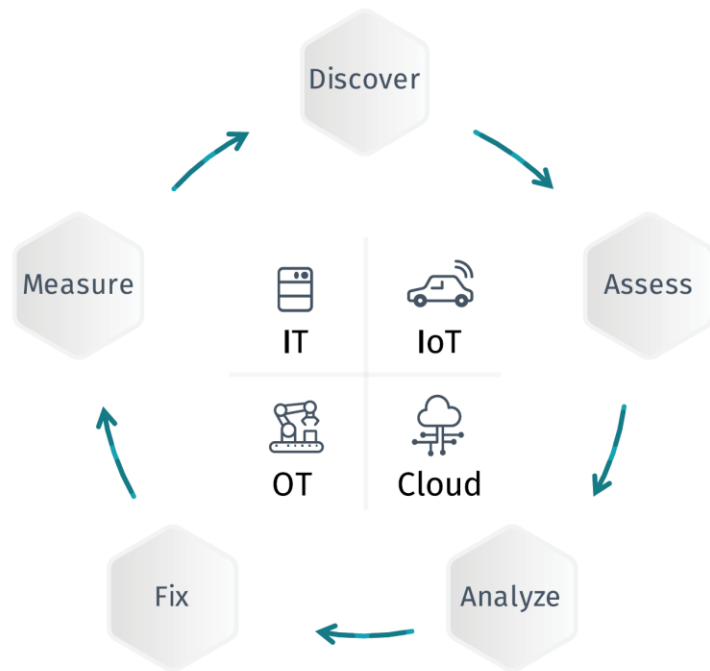 Discover
Measure
Assess
IT
IoT
OT
Cloud
Fix
Analyze